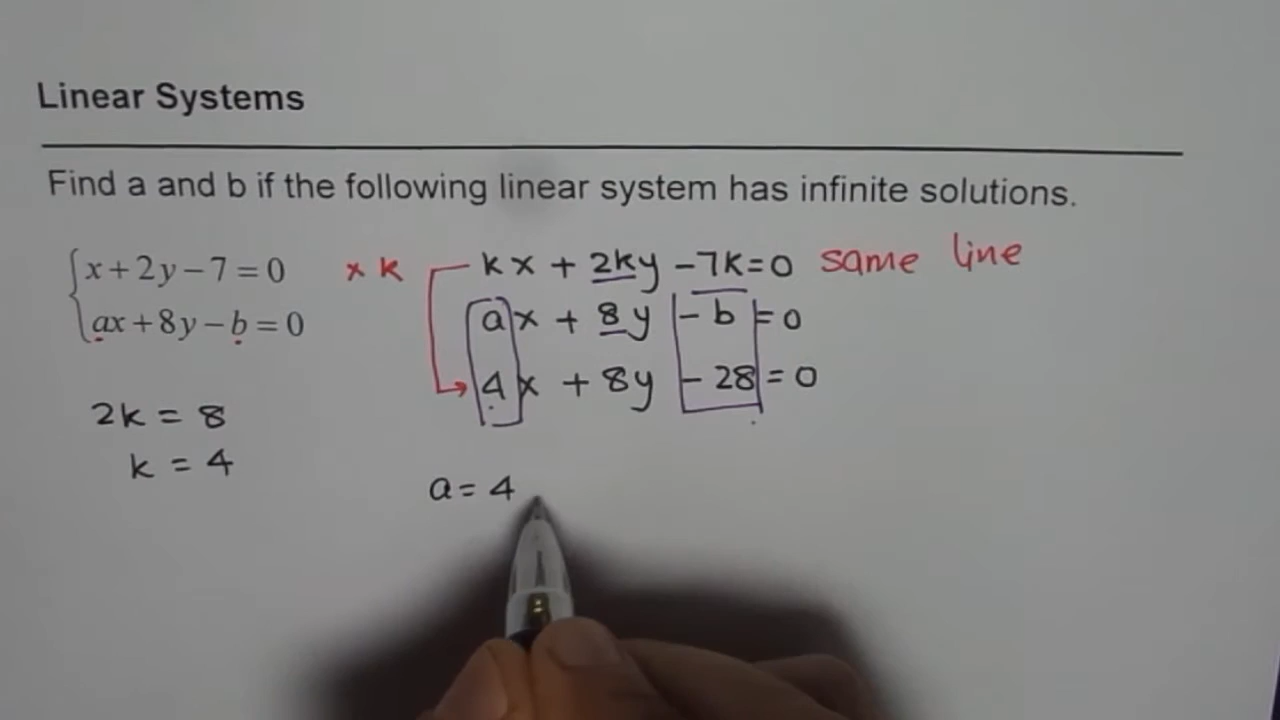 Linear Systems
Find a and b if the following linear system has infinite solutions.
x+2y−7=0 × k kx + 2ky −7k=0 same line
ax+8y−b=0 ax + 8y − b = 0
4x + 8y − 28 = 0
2k = 8
k = 4
a = 4